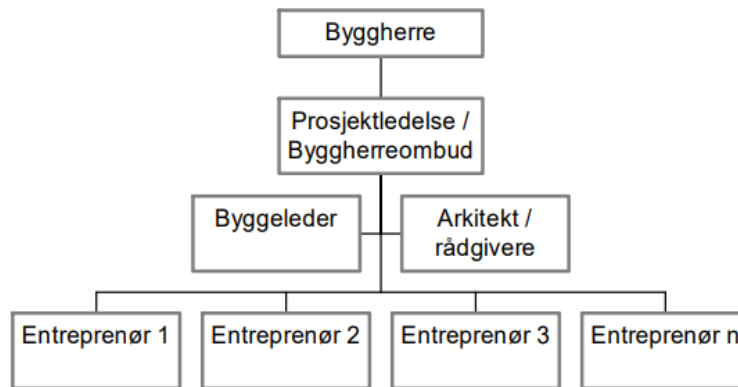 Byggherre
Prosjektledelse /
Byggherreombud
Byggeleder
Arkitekt /
rådgivere
Entreprenør 1
Entreprenør 2
Entreprenør 3
Entreprenør n